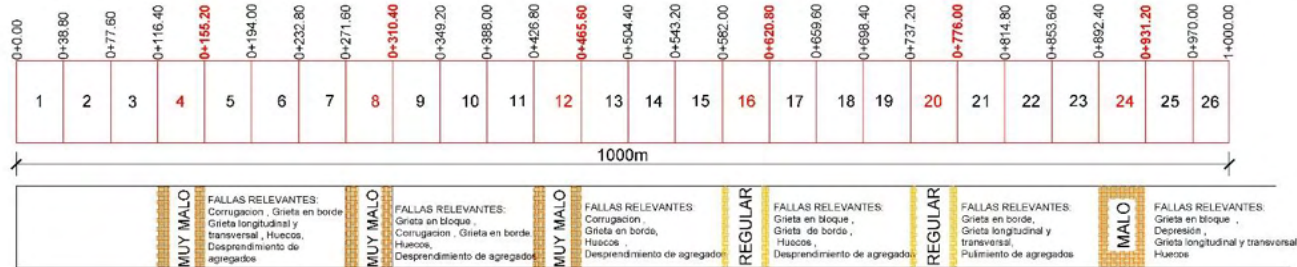 0+0.00
0+38.80
0+77.60
0+116.40
0+155.20
0+194.00
0+232.80
0+271.60
0+310.40
0+349.20
0+388.00
0+426.80
0+465.60
0+504.40
0+543.20
0+582.00
0+620.80
0+659.60
0+698.40
0+737.20
0+776.00
0+814.80
0+853.60
0+892.40
0+931.20
0+970.00
1+000.00
1 2 3 4 5 6 7 8 9 10 11 12 13 14 15 16 17 18 19 20 21 22 23 24 25 26
1000m
MUY MALO
FALLAS RELEVANTES:
Corrugacion , Grieta en borde
Grieta longitudinal y
transversal , Huecos,
Desprendimiento de
agregados
MUY MALO
FALLAS RELEVANTES:
Grieta en bloque ,
Corrugacion , Grieta en borde,
Huecos,
Desprendimiento de agregados
MUY MALO
FALLAS RELEVANTES:
Corrugacion ,
Grieta en borde,
Huecos ,
Desprendimiento de agregados
REGULAR
FALLAS RELEVANTES:
Grieta en bloque ,
Grieta de borde ,
Huecos ,
Desprendimiento de agregados
REGULAR
FALLAS RELEVANTES:
Grieta en borde,
Grieta longitudinal y
transversal,
Pulimiento de agregados
MALO
FALLAS RELEVANTES:
Grieta en bloque ,
Depresión ,
Grieta longitudinal y transversal
Huecos